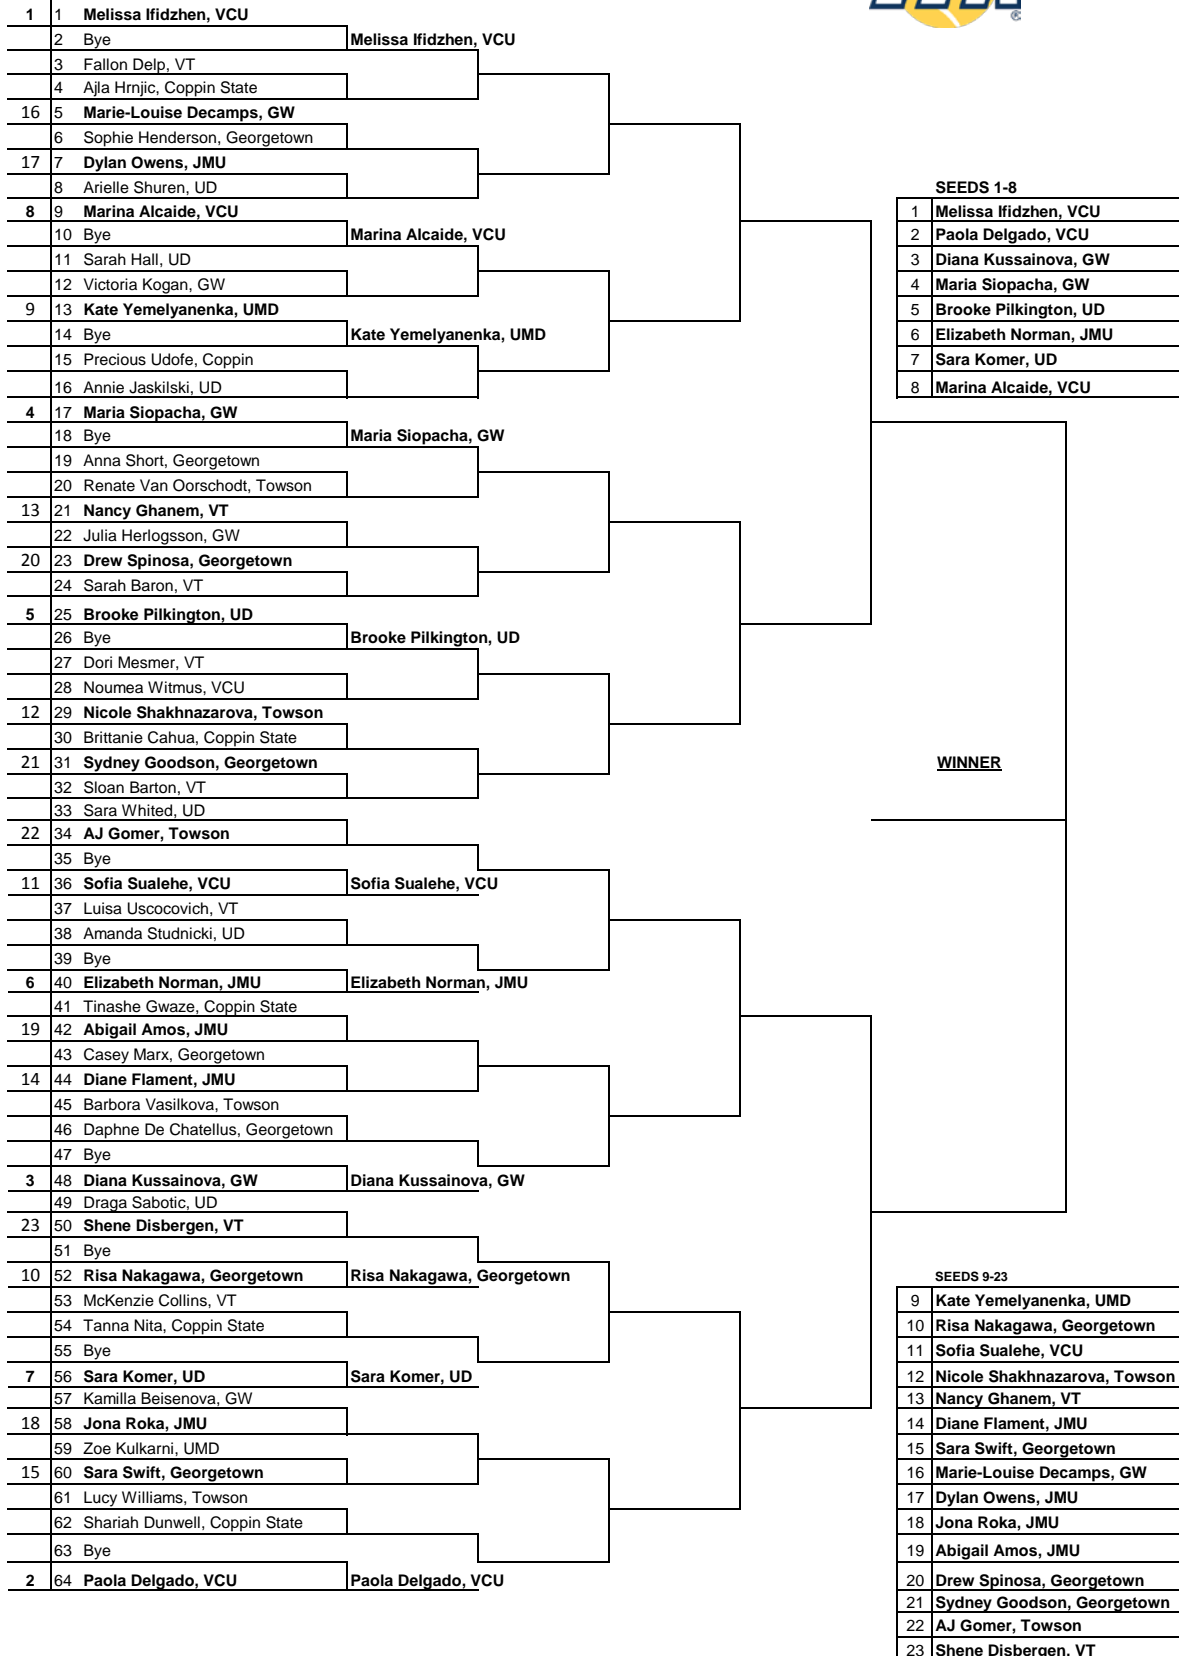 1 1 Melissa Ifidzhen, VCU
2 Bye Melissa Ifidzhen, VCU
3 Fallon Delp, VT
4 Ajla Hrnjic, Coppin State
16 5 Marie-Louise Decamps, GW
6 Sophie Henderson, Georgetown
17 7 Dylan Owens, JMU
8 Arielle Shuren, UD
8 9 Marina Alcaide, VCU
10 Bye Marina Alcaide, VCU
11 Sarah Hall, UD
12 Victoria Kogan, GW
9 13 Kate Yemelyanenka, UMD
14 Bye Kate Yemelyanenka, UMD
15 Precious Udofe, Coppin
16 Annie Jaskilski, UD
4 17 Maria Siopacha, GW
18 Bye Maria Siopacha, GW
19 Anna Short, Georgetown
20 Renate Van Oorschodt, Towson
13 21 Nancy Ghanem, VT
22 Julia Herlogsson, GW
20 23 Drew Spinosa, Georgetown
24 Sarah Baron, VT
5 25 Brooke Pilkington, UD
26 Bye Brooke Pilkington, UD
27 Dori Mesmer, VT
28 Noumea Witmus, VCU
12 29 Nicole Shakhnazarova, Towson
30 Brittanie Cahua, Coppin State
21 31 Sydney Goodson, Georgetown
32 Sloan Barton, VT
33 Sara Whited, UD
22 34 AJ Gomer, Towson
35 Bye
11 36 Sofia Sualehe, VCU Sofia Sualehe, VCU
37 Luisa Uscocovich, VT
38 Amanda Studnicki, UD
39 Bye
6 40 Elizabeth Norman, JMU Elizabeth Norman, JMU
41 Tinashe Gwaze, Coppin State
19 42 Abigail Amos, JMU
43 Casey Marx, Georgetown
14 44 Diane Flament, JMU
45 Barbora Vasilkova, Towson
46 Daphne De Chatellus, Georgetown
47 Bye
3 48 Diana Kussainova, GW Diana Kussainova, GW
49 Draga Sabotic, UD
23 50 Shene Disbergen, VT
51 Bye
10 52 Risa Nakagawa, Georgetown Risa Nakagawa, Georgetown
53 McKenzie Collins, VT
54 Tanna Nita, Coppin State
55 Bye
7 56 Sara Komer, UD Sara Komer, UD
57 Kamilla Beisenova, GW
18 58 Jona Roka, JMU
59 Zoe Kulkarni, UMD
15 60 Sara Swift, Georgetown
61 Lucy Williams, Towson
62 Shariah Dunwell, Coppin State
63 Bye
2 64 Paola Delgado, VCU Paola Delgado, VCU
SEEDS 1-8
1 Melissa Ifidzhen, VCU
2 Paola Delgado, VCU
3 Diana Kussainova, GW
4 Maria Siopacha, GW
5 Brooke Pilkington, UD
6 Elizabeth Norman, JMU
7 Sara Komer, UD
8 Marina Alcaide, VCU
WINNER
SEEDS 9-23
9 Kate Yemelyanenka, UMD
10 Risa Nakagawa, Georgetown
11 Sofia Sualehe, VCU
12 Nicole Shakhnazarova, Towson
13 Nancy Ghanem, VT
14 Diane Flament, JMU
15 Sara Swift, Georgetown
16 Marie-Louise Decamps, GW
17 Dylan Owens, JMU
18 Jona Roka, JMU
19 Abigail Amos, JMU
20 Drew Spinosa, Georgetown
21 Sydney Goodson, Georgetown
22 AJ Gomer, Towson
23 Shene Disbergen, VT